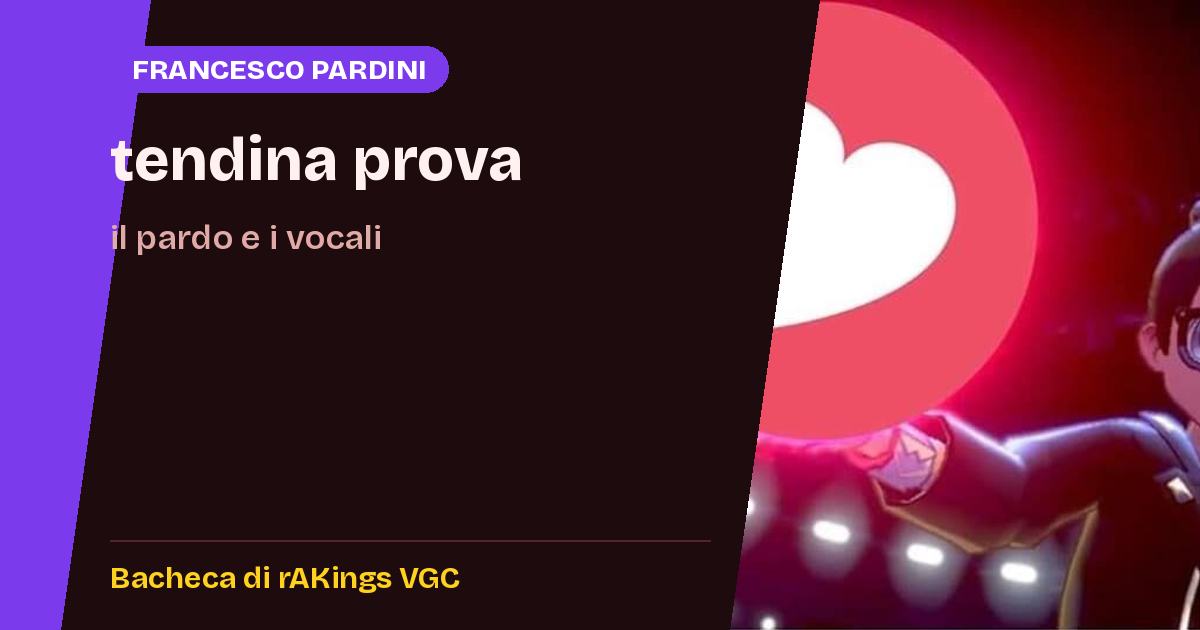 FRANCESCO PARDINI
tendina prova
il pardo e i vocali
Bacheca di rAKings VGC